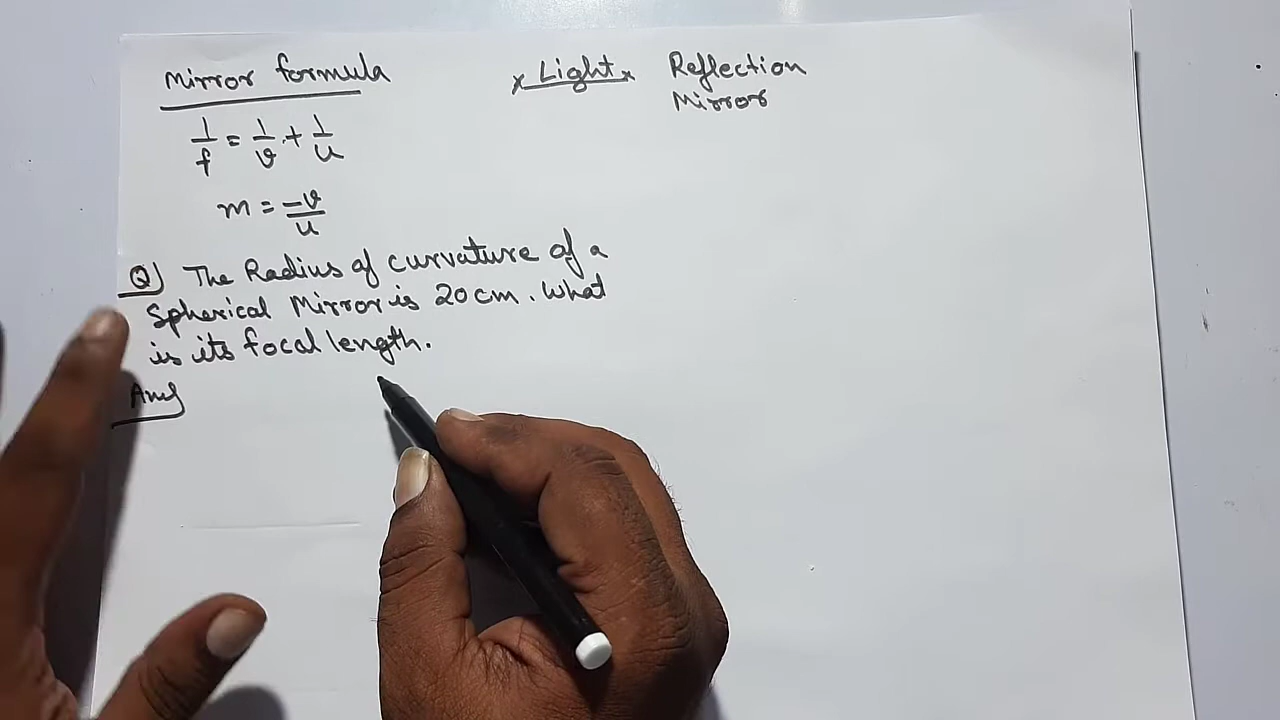 Mirror formula
× Light ×
Reflection
Mirror
1/f = 1/v + 1/u
m = -v/u
Q) The Radius of curvature of a
Spherical Mirror is 20 cm. What
is its focal length.
Ans